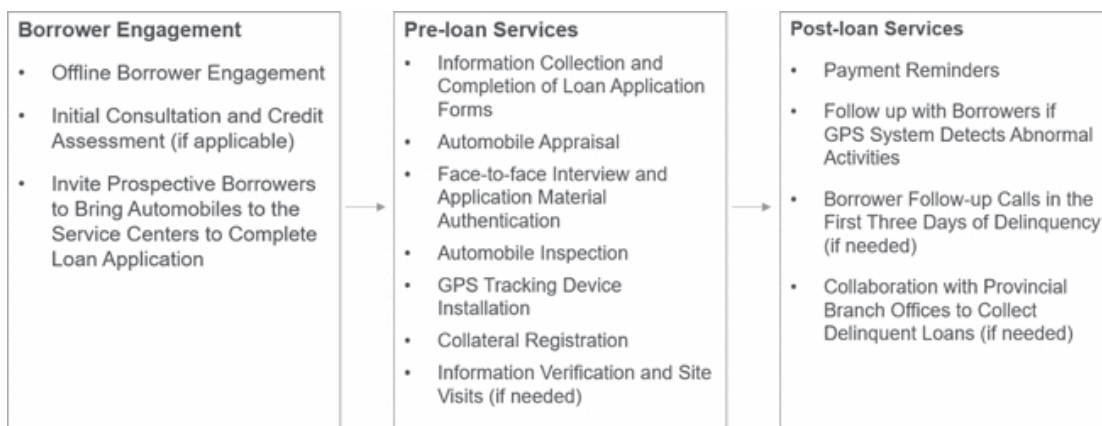 Borrower Engagement
• Offline Borrower Engagement
• Initial Consultation and Credit
Assessment (if applicable)
• Invite Prospective Borrowers
to Bring Automobiles to the
Service Centers to Complete
Loan Application
Pre-loan Services
• Information Collection and
Completion of Loan Application
Forms
• Automobile Appraisal
• Face-to-face Interview and
Application Material
Authentication
• Automobile Inspection
• GPS Tracking Device
Installation
• Collateral Registration
• Information Verification and Site
Visits (if needed)
Post-loan Services
• Payment Reminders
• Follow up with Borrowers if
GPS System Detects Abnormal
Activities
• Borrower Follow-up Calls in the
First Three Days of Delinquency
(if needed)
• Collaboration with Provincial
Branch Offices to Collect
Delinquent Loans (if needed)